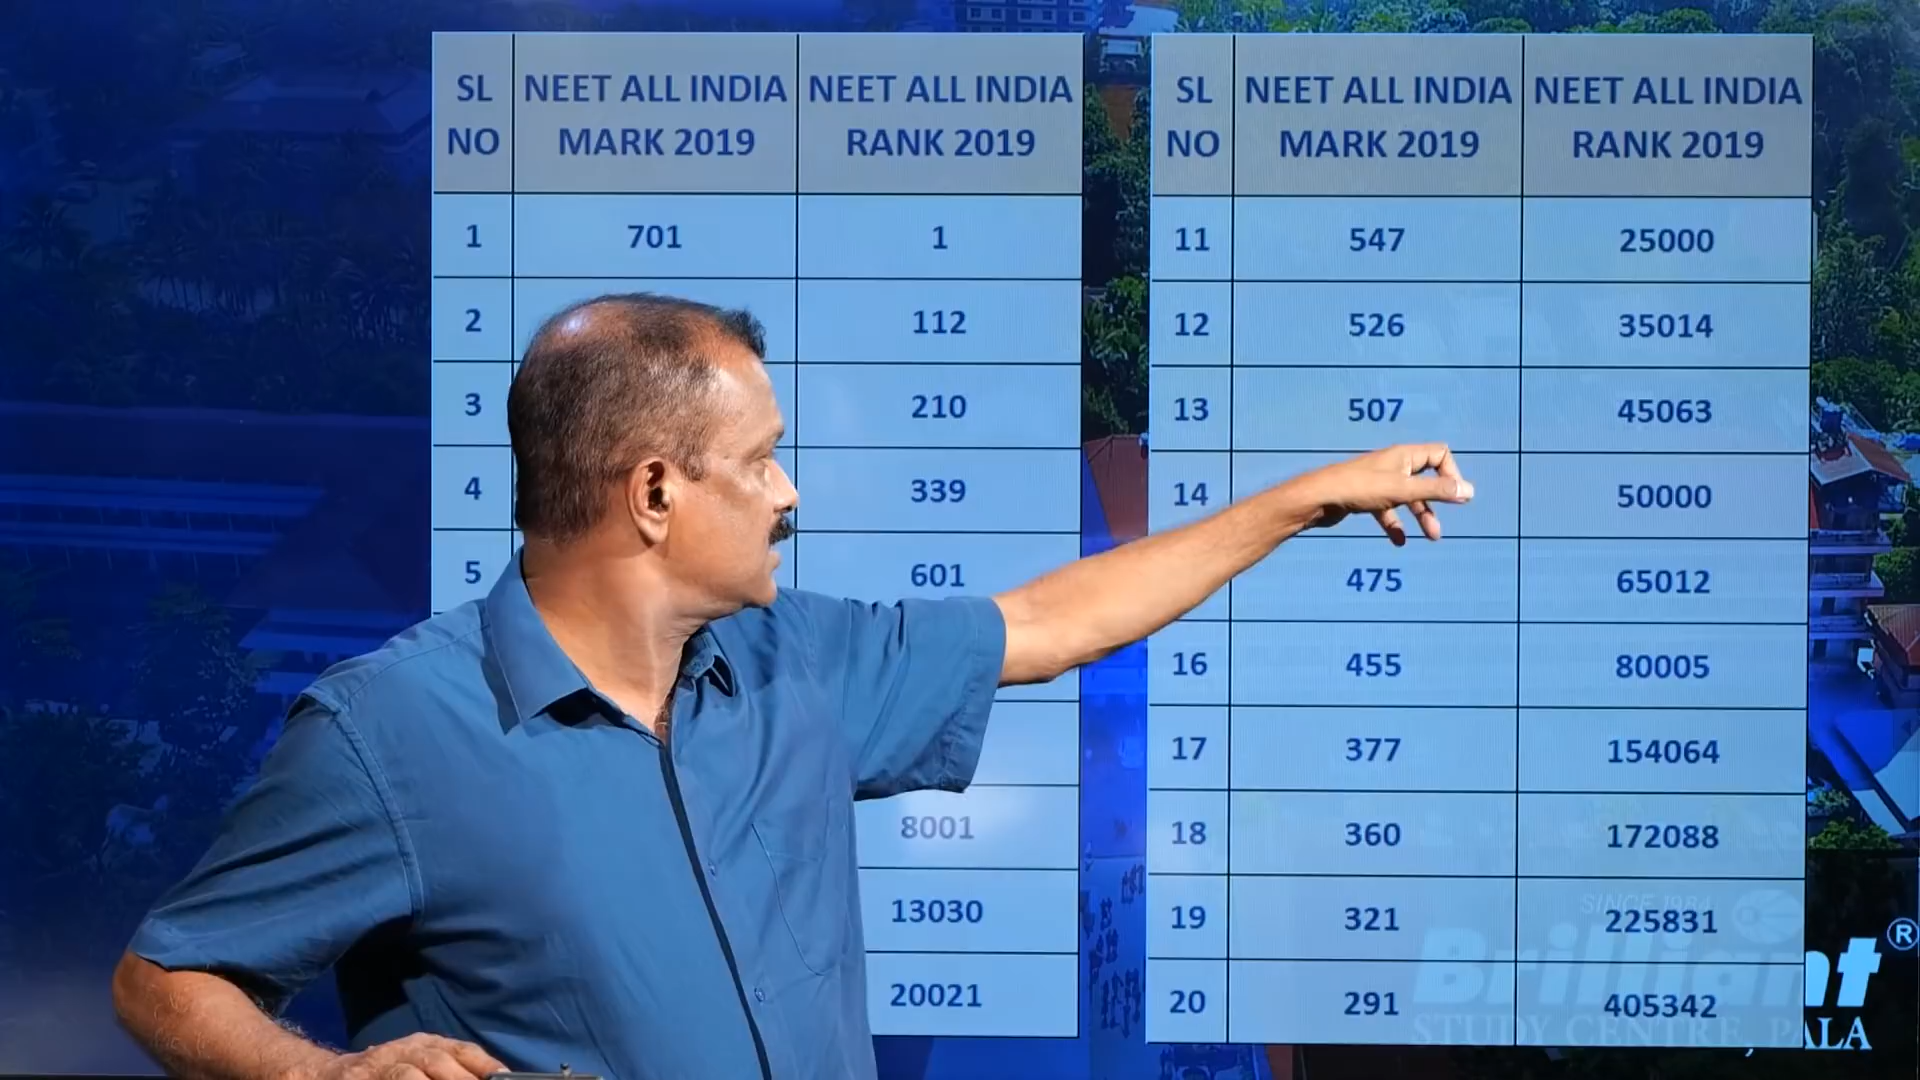 SL NO NEET ALL INDIA MARK 2019 NEET ALL INDIA RANK 2019
1 701 1
2 112
3 210
4 339
5 601
8001
13030
20021
SL NO NEET ALL INDIA MARK 2019 NEET ALL INDIA RANK 2019
11 547 25000
12 526 35014
13 507 45063
14 50000
475 65012
16 455 80005
17 377 154064
18 360 172088
19 321 225831
20 291 405342
SINCE 1984
Brilliant ®
STUDY CENTRE, PALA